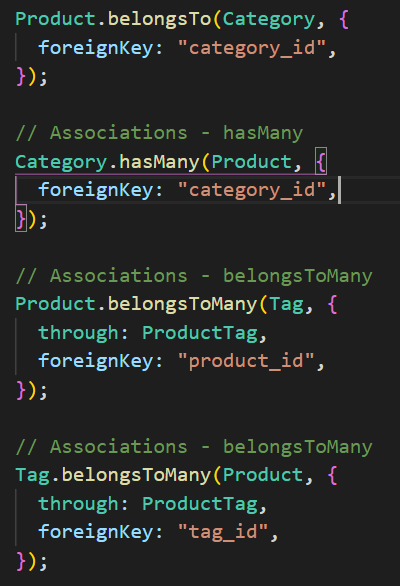 Product.belongsTo(Category, {
  foreignKey: "category_id",
});

// Associations - hasMany
Category.hasMany(Product, {
  foreignKey: "category_id",
});

// Associations - belongsToMany
Product.belongsToMany(Tag, {
  through: ProductTag,
  foreignKey: "product_id",
});

// Associations - belongsToMany
Tag.belongsToMany(Product, {
  through: ProductTag,
  foreignKey: "tag_id",
});